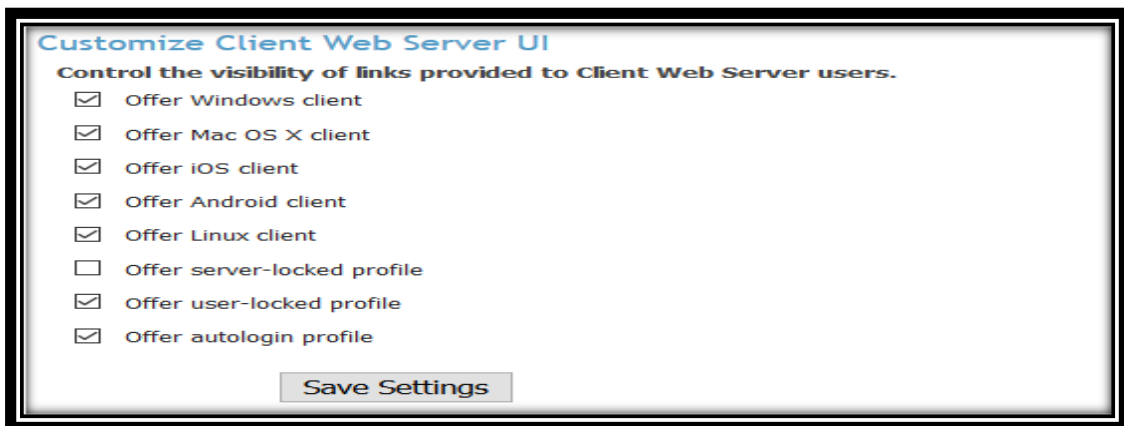 Customize Client Web Server UI
Control the visibility of links provided to Client Web Server users.
Offer Windows client
Offer Mac OS X client
Offer iOS client
Offer Android client
Offer Linux client
Offer server-locked profile
Offer user-locked profile
Offer autologin profile
Save Settings